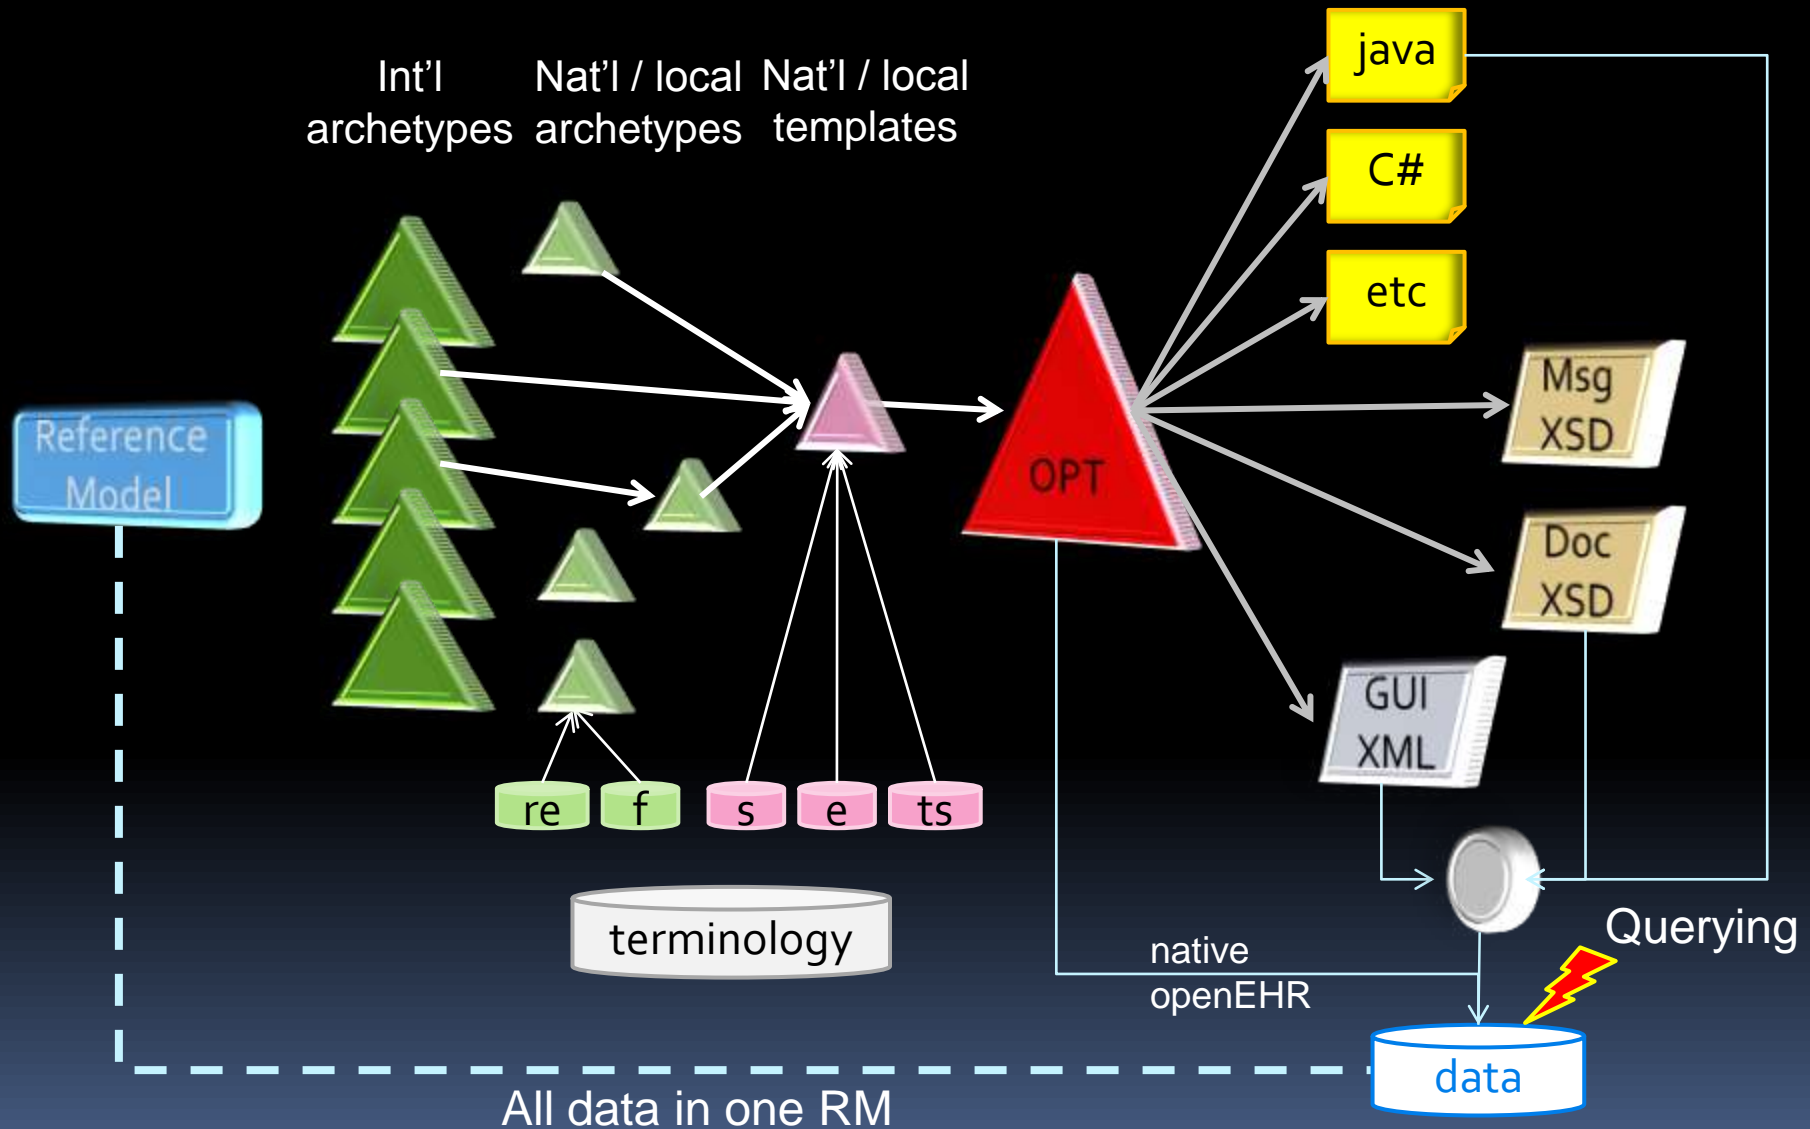 Int'l
archetypes
Nat'l / local
archetypes
Nat'l / local
templates
java
C#
etc
Msg
XSD
Reference
Model
OPT
Doc
XSD
GUI
XML
re
f
s
e
ts
terminology
Querying
native
openEHR
data
All data in one RM